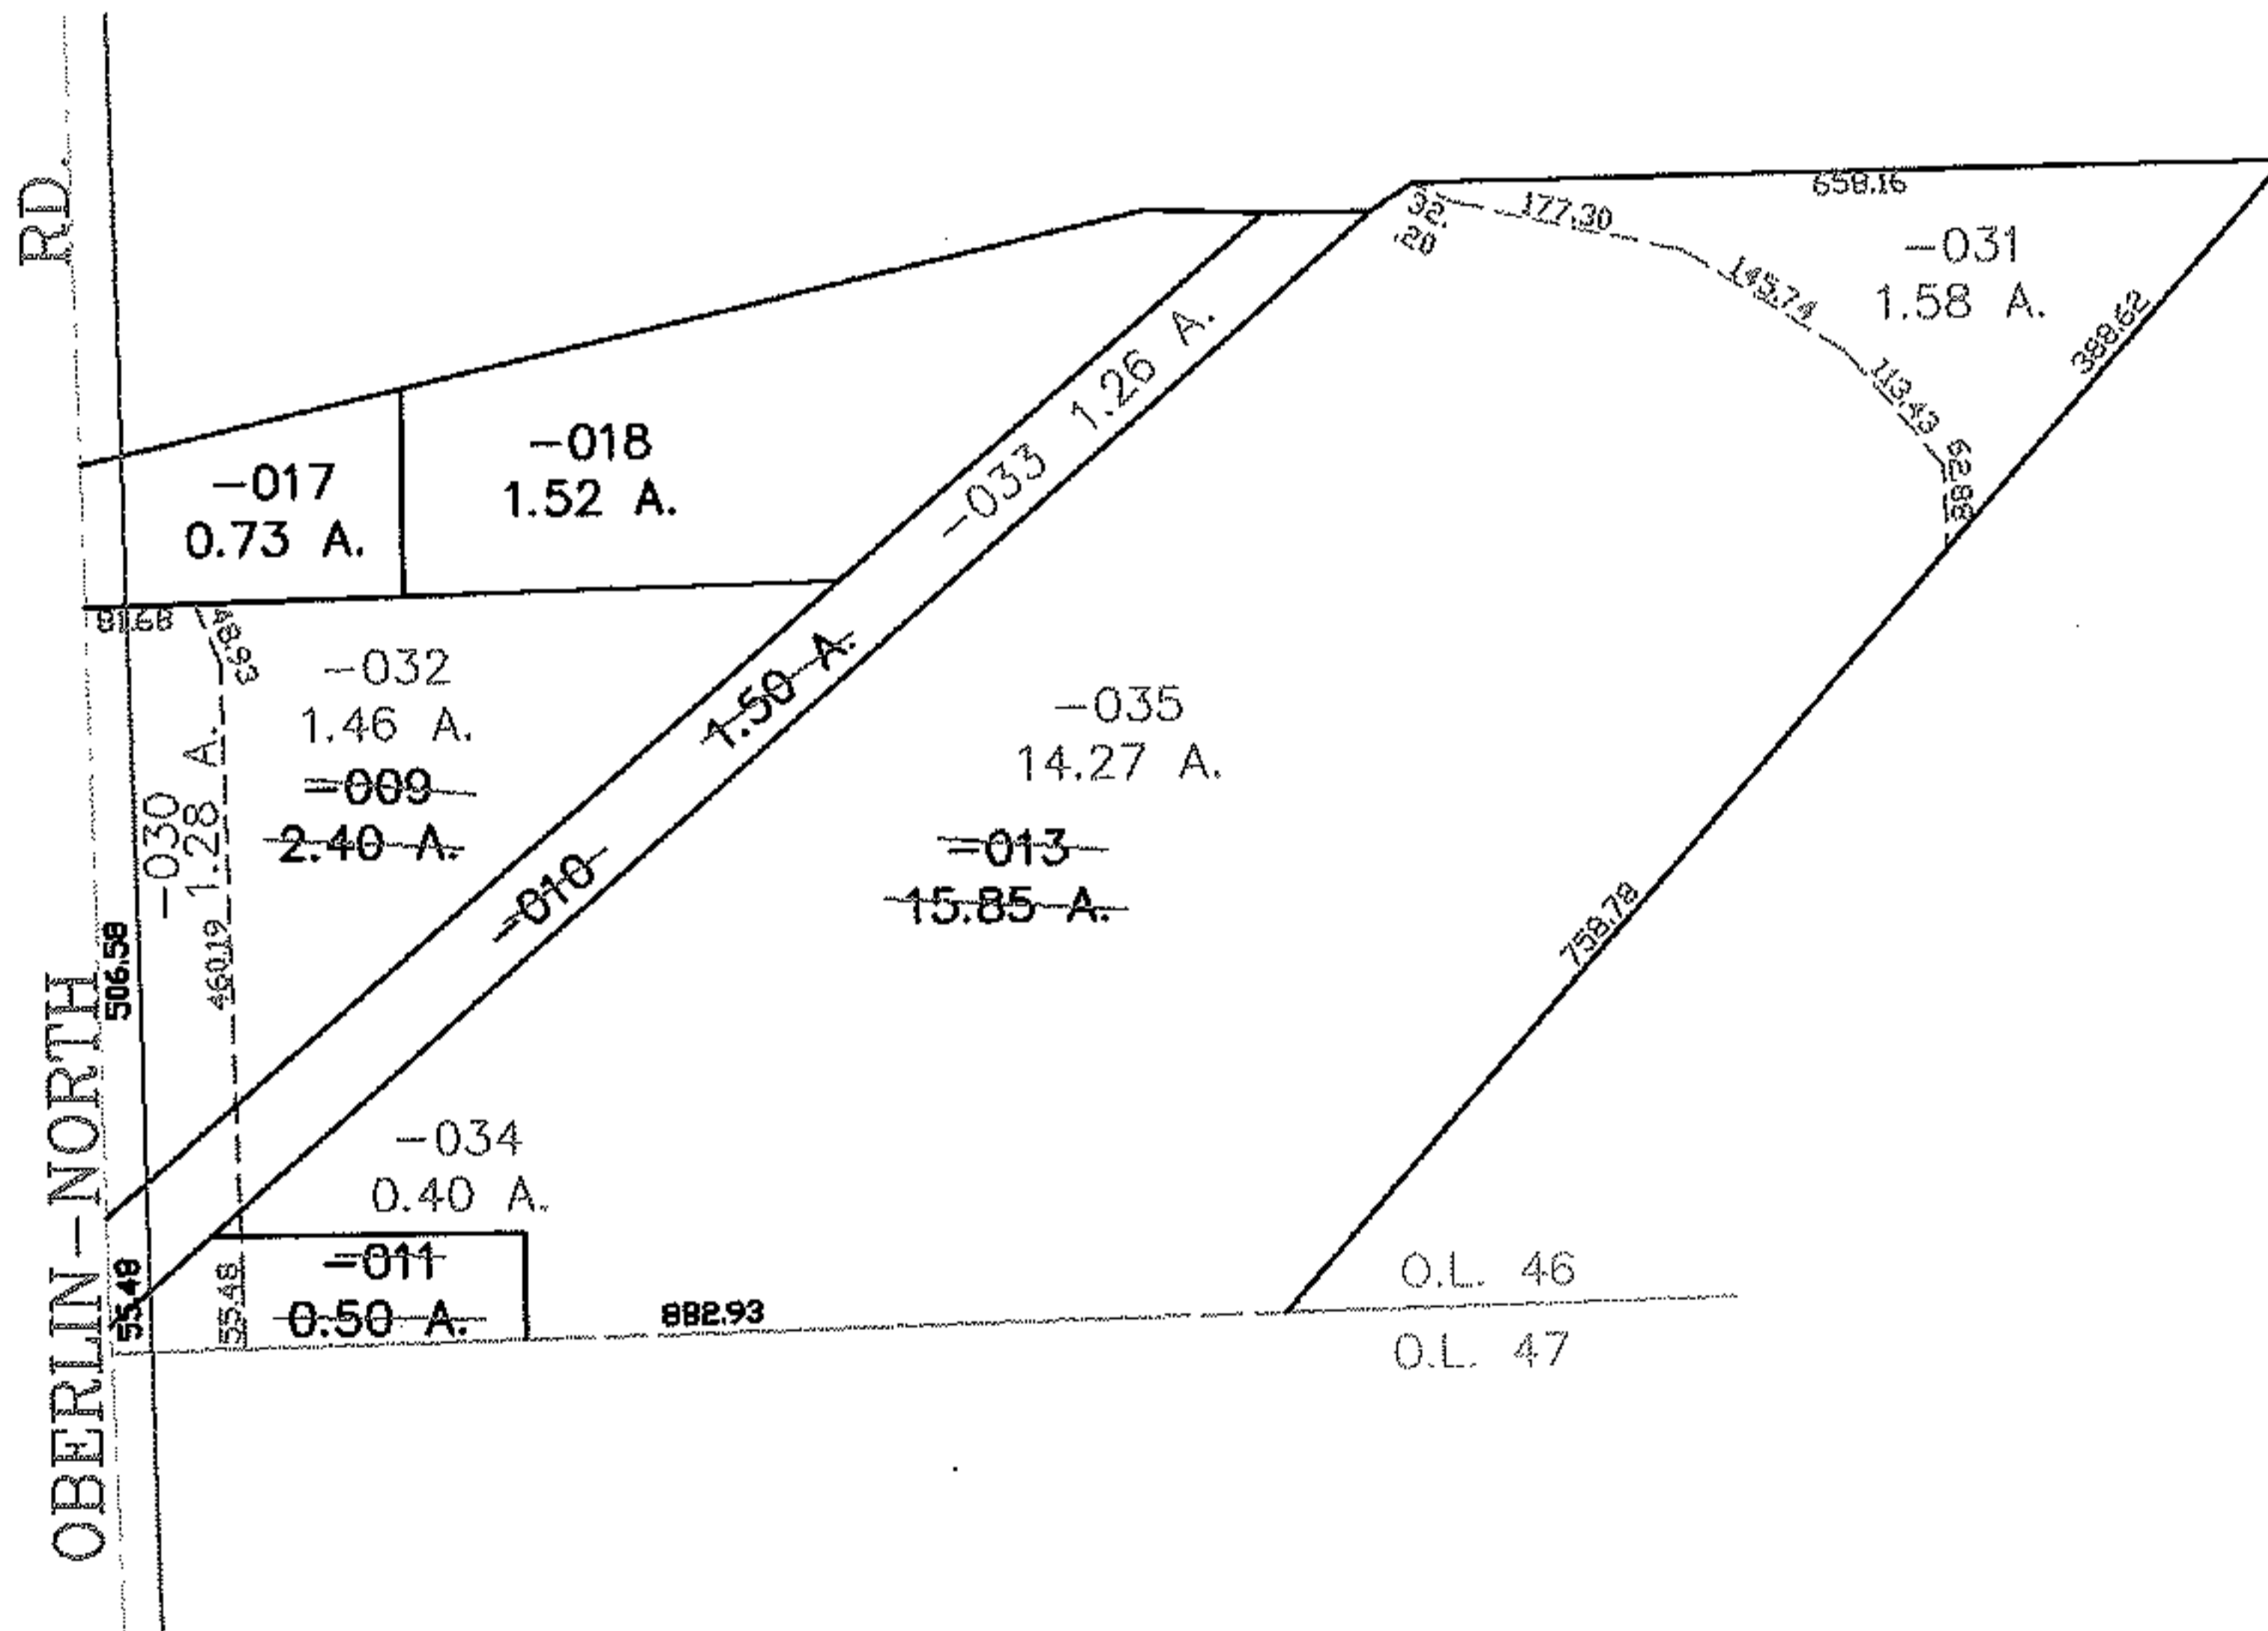 RD.
658.16
32.
.20
177.30
-031
1.58 A.
145.74
388.62
113.43
62.88
-033 1.26 A.
-018
1.52 A.
-017
0.73 A.
81.68
48.93
-032
1.46 A.
=009
2.40 A.
-030
1.28 A.
460.19
506.58
1.50 A.
-010
-035
14.27 A.
=013
15.85 A.
758.78
OBERLIN-NORTH
-034
0.40 A.
=011
0.50 A.
55.48
55.48
882.93
O.L. 46
O.L. 47